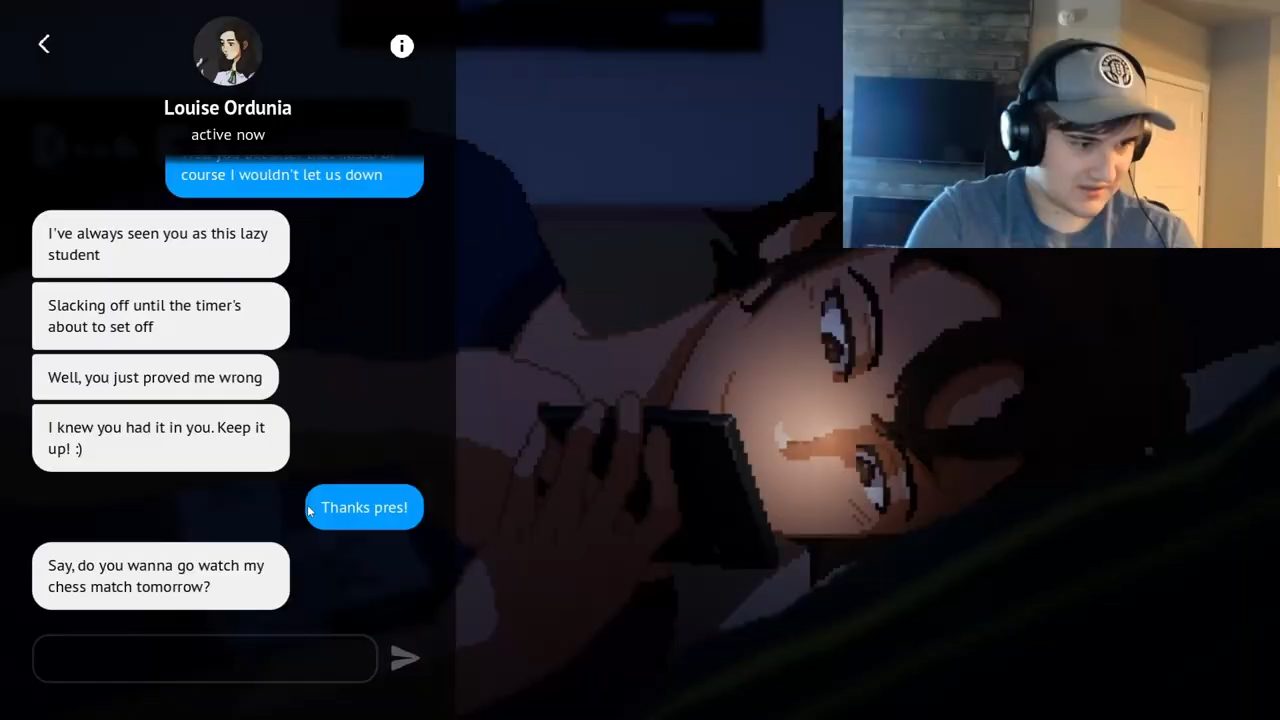 Louise Ordunia
active now
course I wouldn't let us down
I've always seen you as this lazy
student
Slacking off until the timer's
about to set off
Well, you just proved me wrong
I knew you had it in you. Keep it
up! :)
Thanks pres!
Say, do you wanna go watch my
chess match tomorrow?